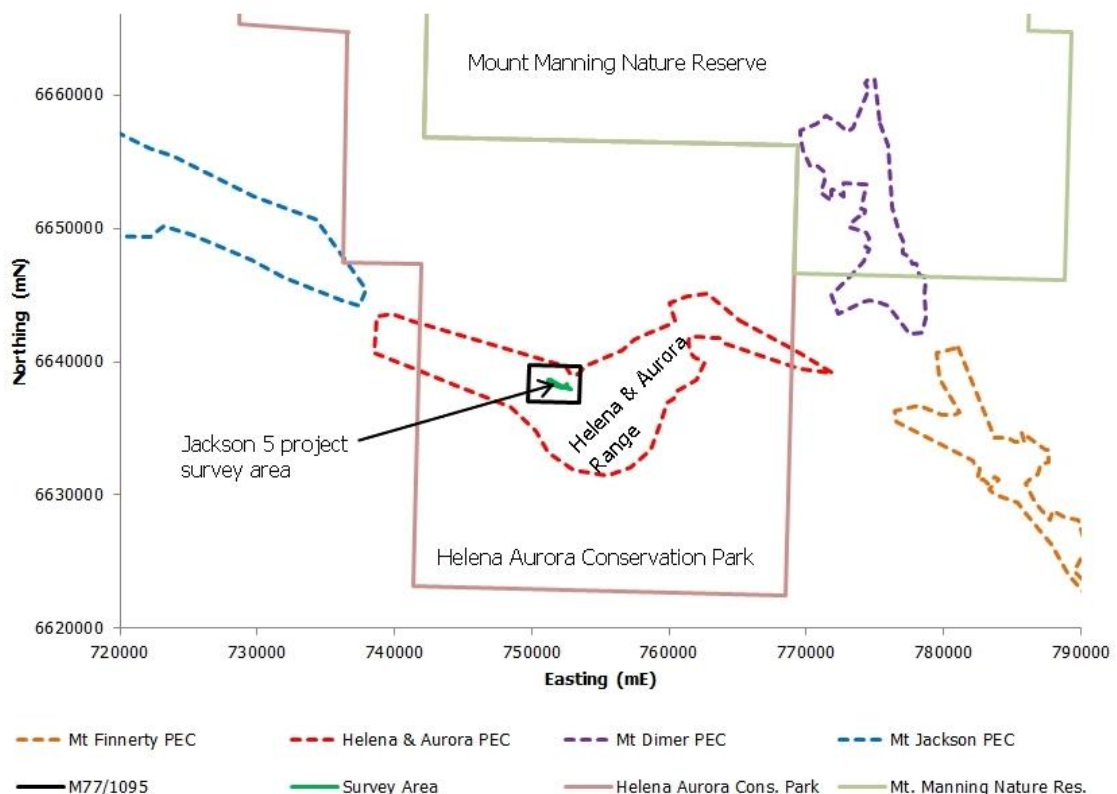 Mount Manning Nature Reserve
6660000
6650000
6640000
6630000
6620000
Northing (mN)
Helena & Aurora
Range
Jackson 5 project
survey area
Helena Aurora Conservation Park
720000 730000 740000 750000 760000 770000 780000 790000
Easting (mE)
Mt Finnerty PEC Helena & Aurora PEC Mt Dimer PEC Mt Jackson PEC
M77/1095 Survey Area Helena Aurora Cons. Park Mt. Manning Nature Res.